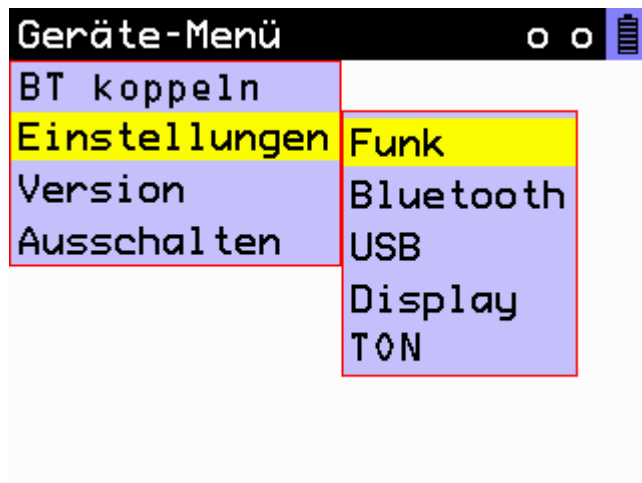 Geräte-Menü
BT koppeln
Einstellungen
Version
Ausschalten
Funk
Bluetooth
USB
Display
TON